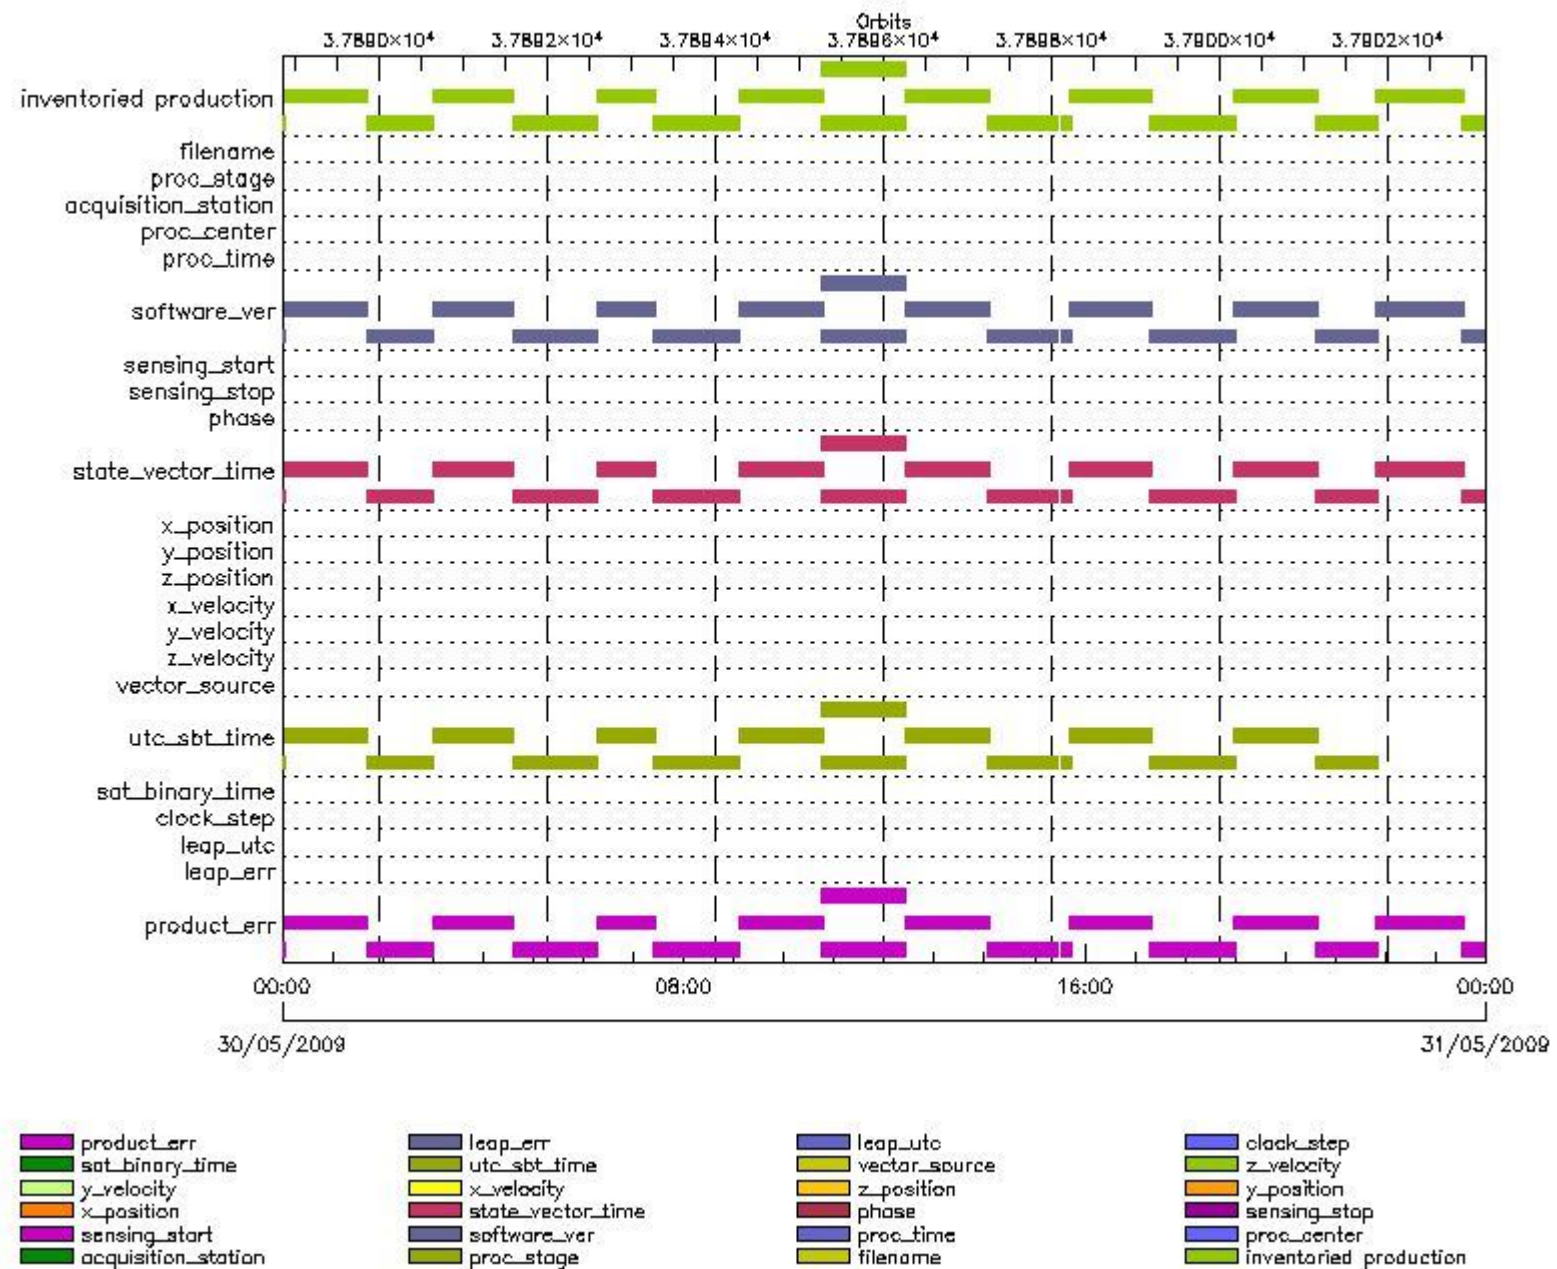 Orbits
3.7890×10⁴ 3.7892×10⁴ 3.7894×10⁴ 3.7896×10⁴ 3.7898×10⁴ 3.7900×10⁴ 3.7902×10⁴
inventoried production
filename
proc_stage
acquisition_station
proc_center
proc_time
software_ver
sensing_start
sensing_stop
phase
state_vector_time
x_position
y_position
z_position
x_velocity
y_velocity
z_velocity
vector_source
utc_sbt_time
sat_binary_time
clock_step
leap_utc
leap_err
product_err
00:00 08:00 16:00 00:00
30/05/2009 31/05/2009
product_err leap_err leap_utc clock_step
sat_binary_time utc_sbt_time vector_source z_velocity
y_velocity x_velocity z_position y_position
x_position state_vector_time phase sensing_stop
sensing_start software_ver proc_time proc_center
acquisition_station proc_stage filename inventoried production